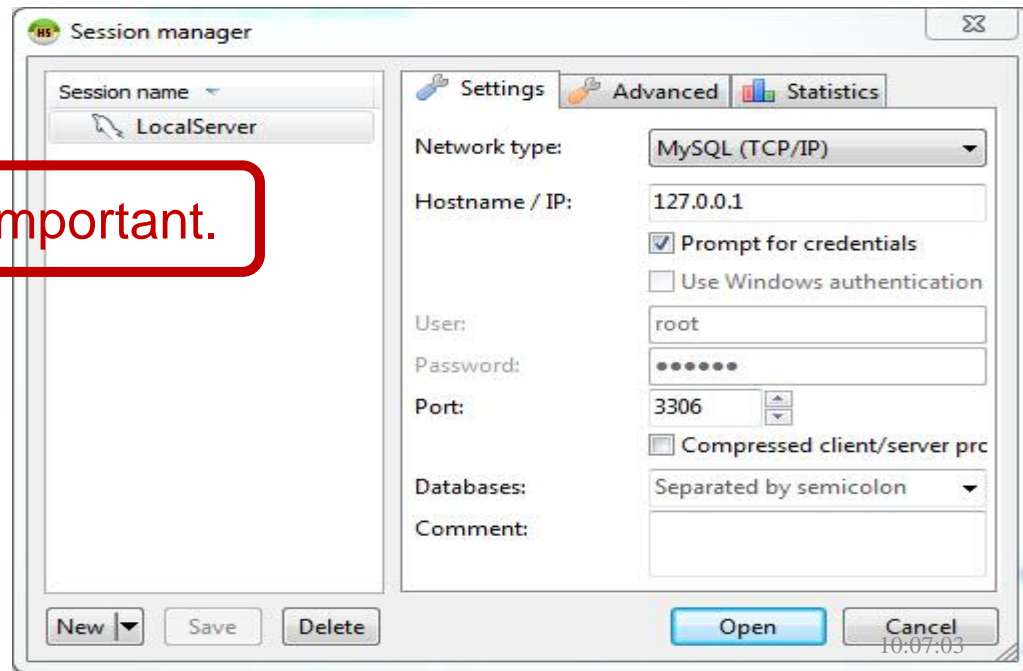 HS Session manager
Session name
LocalServer
important.
Settings Advanced Statistics
Network type: MySQL (TCP/IP)
Hostname / IP: 127.0.0.1
Prompt for credentials
Use Windows authentication
User: root
Password: ●●●●●●
Port: 3306
Compressed client/server
Databases: Separated by semicolon
Comment:
New Save Delete Open Cancel
10:07:03